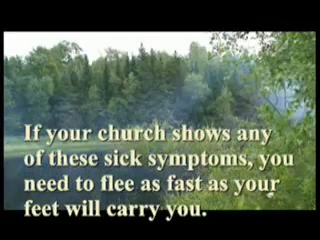 If your church shows any
of these sick symptoms, you
need to flee as fast as your
feet will carry you.